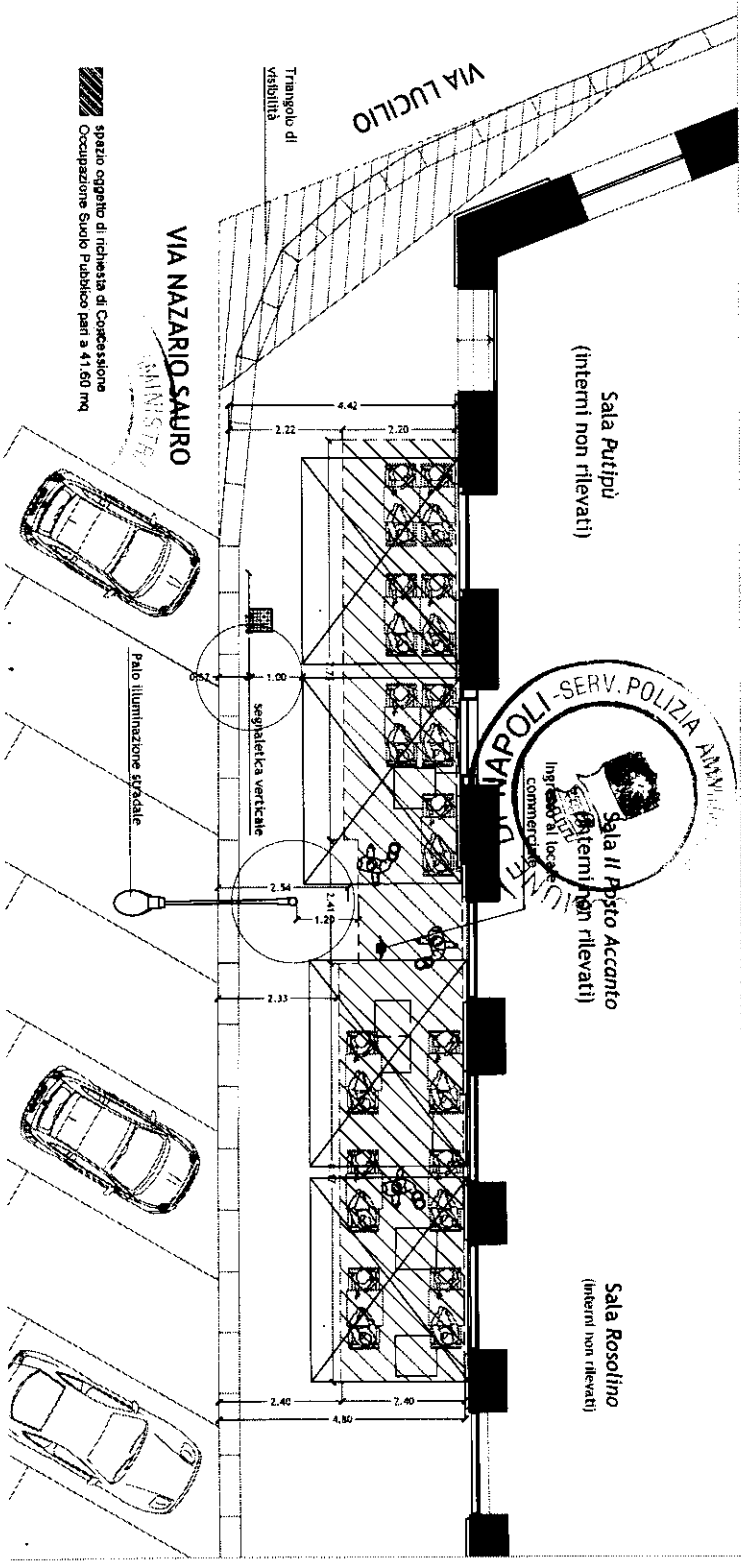 VIA LUCILIO
Triangolo di
visibilità
VIA NAZARIO SAURO
spazio oggetto di richiesta di Concessione
Occupazione Suolo Pubblico pari a 41.60 mq
Sala Putipù
(interni non rilevati)
Sala Il Posto Accanto
(interni non rilevati)
Ingresso al locale
commerciale
Sala Rosolino
(interni non rilevati)
NAPOLI - SERV. POLIZIA AMM
4.42
2.22
2.20
1.00
segnaletica verticale
Palo illuminazione stradale
2.54
2.41
1.20
2.33
2.40
2.40
4.80